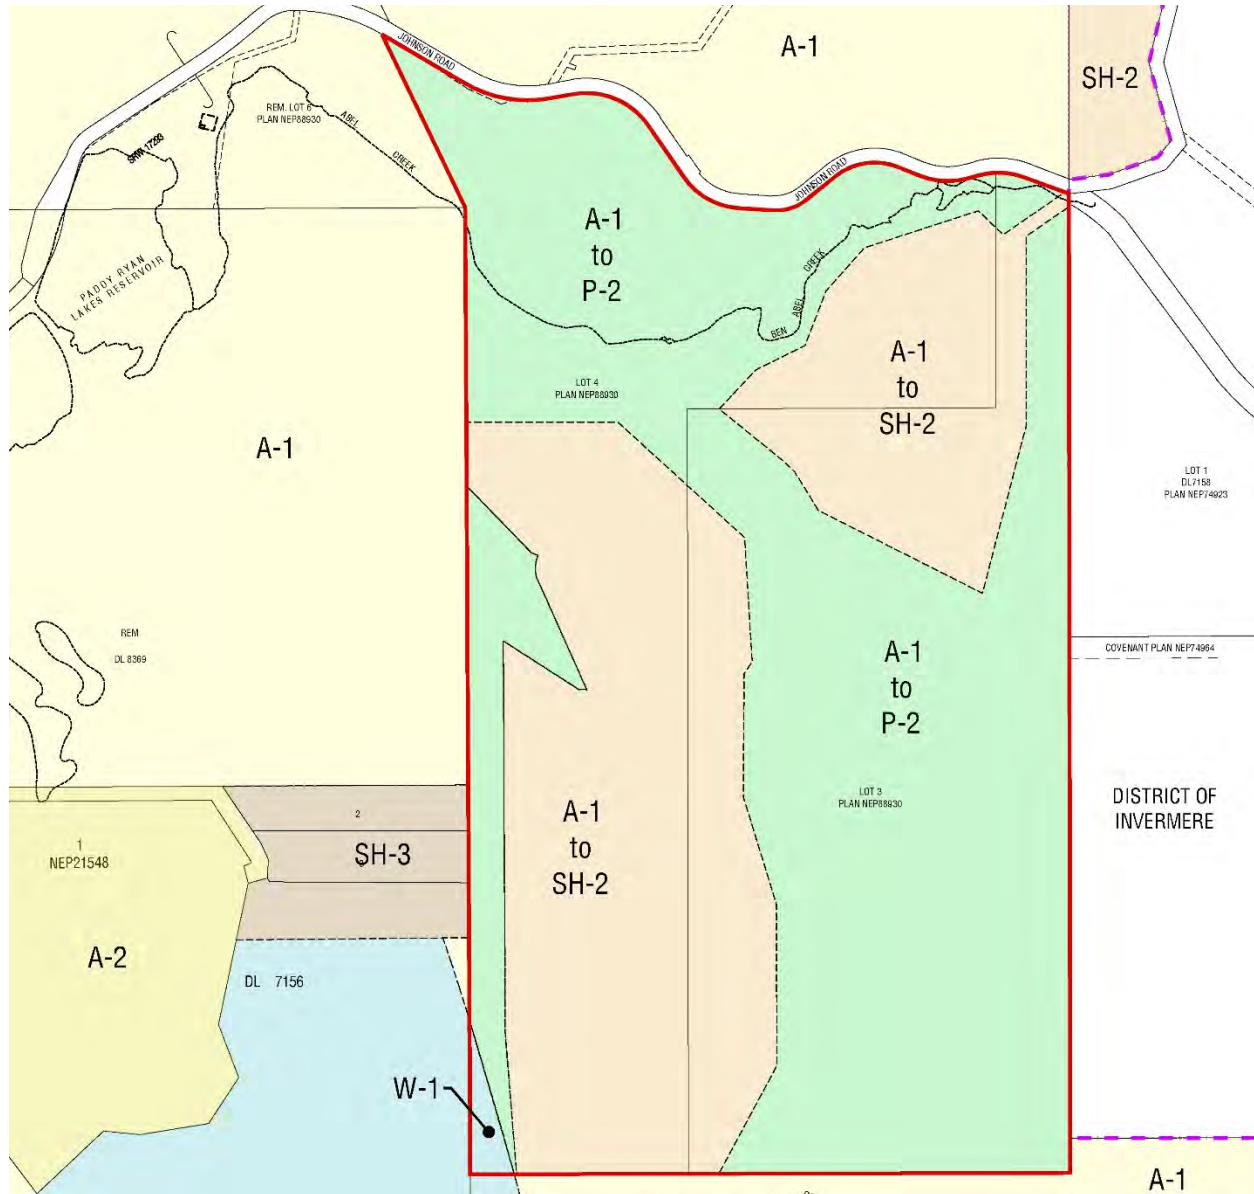 JOHNSON ROAD
A-1
SH-2
REM. LOT 6
PLAN NEP88930
ABEL
CREEK
SRW 17293
JOHNSON ROAD
A-1
to
P-2
PADDY RYAN
LAKES RESERVOIR
CREEK
ABEL
BEN
A-1
to
SH-2
LOT 4
PLAN NEP88930
A-1
LOT 1
DL7158
PLAN NEP74923
REM
DL 8369
COVENANT PLAN NEP74964
A-1
to
P-2
LOT 3
PLAN NEP88930
DISTRICT OF
INVERMERE
A-1
to
SH-2
2
SH-3
1
NEP21548
A-2
DL 7156
W-1
A-1